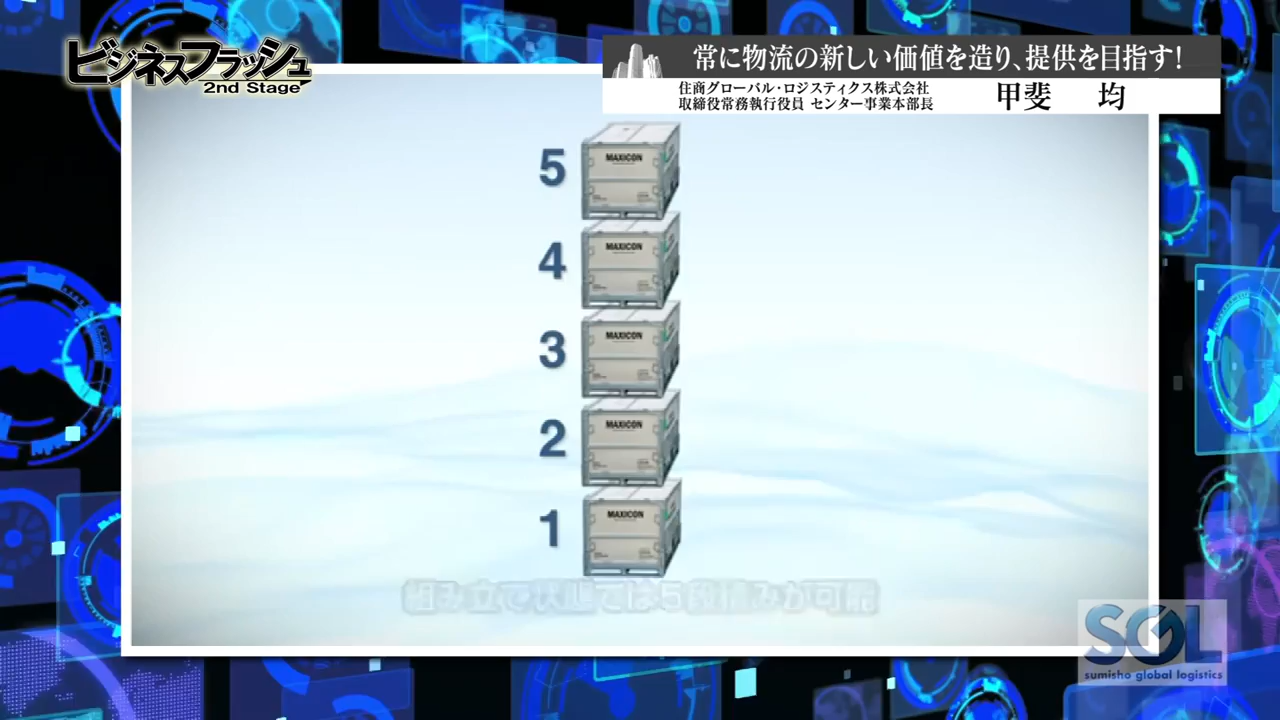 ビジネスフラッシュ
2nd Stage
常に物流の新しい価値を造り、提供を目指す!
住商グローバル・ロジスティクス株式会社
取締役常務執行役員 センター事業本部長
甲斐 均
5
MAXICON
4
MAXICON
3
MAXICON
2
MAXICON
1
MAXICON
組み立て状態では5段積みが可能
SGL
sumisho global logistics